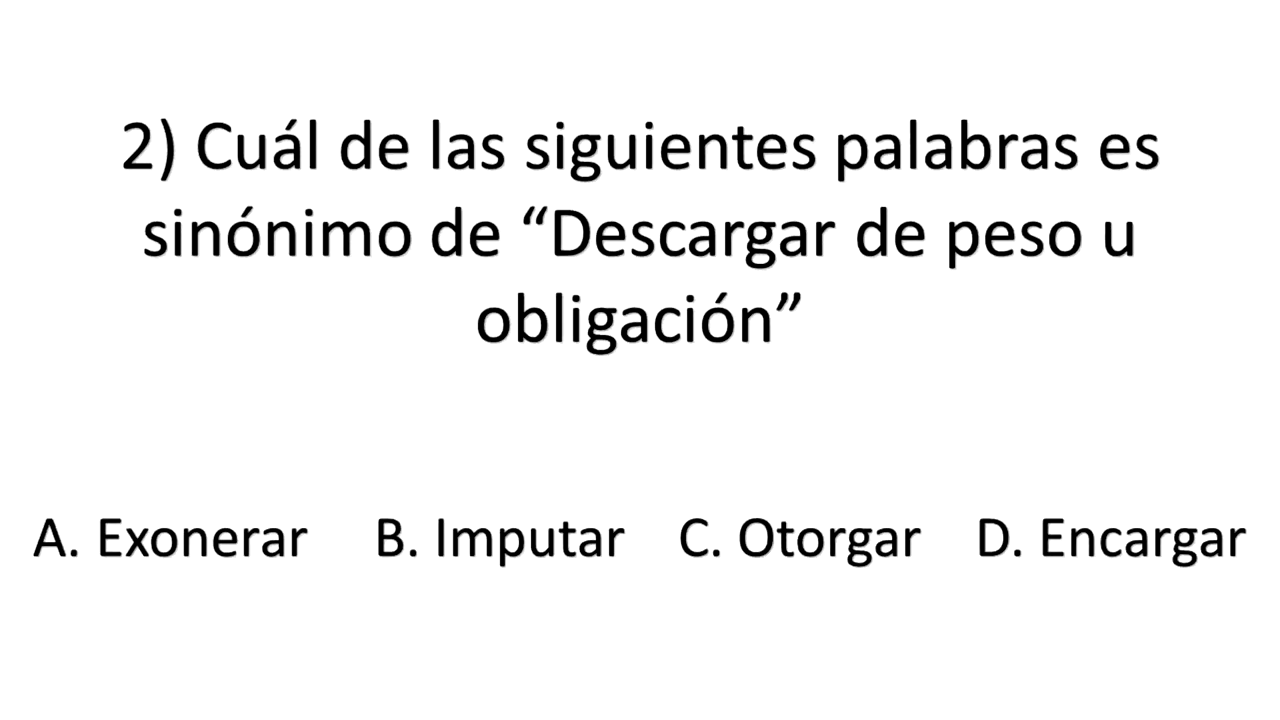 2) Cuál de las siguientes palabras es
sinónimo de “Descargar de peso u
obligación”
A. Exonerar B. Imputar C. Otorgar D. Encargar